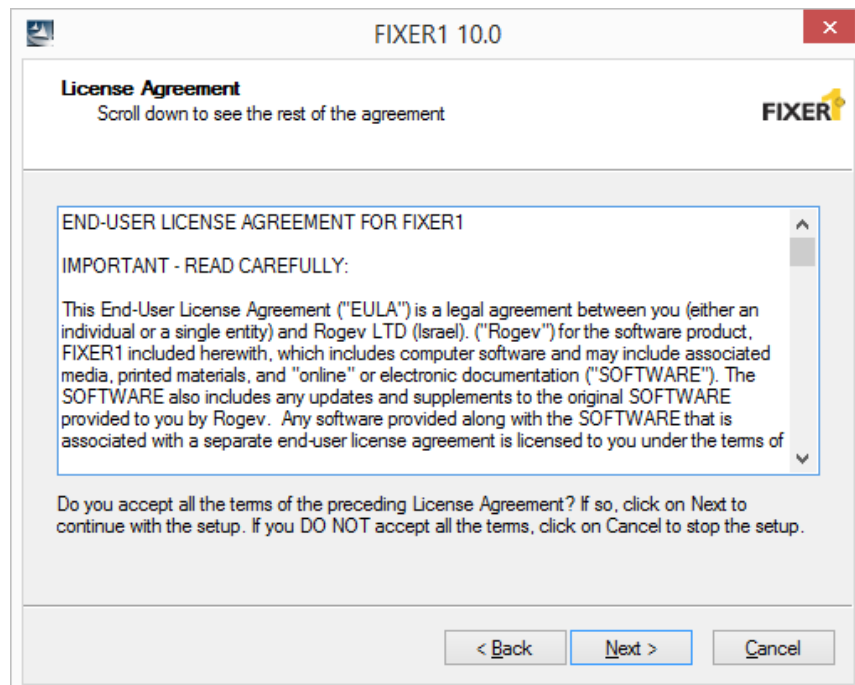 FIXER1 10.0
License Agreement
Scroll down to see the rest of the agreement
FIXER1
END-USER LICENSE AGREEMENT FOR FIXER1
IMPORTANT - READ CAREFULLY:
This End-User License Agreement ("EULA") is a legal agreement between you (either an
individual or a single entity) and Rogev LTD (Israel). ("Rogev") for the software product,
FIXER1 included herewith, which includes computer software and may include associated
media, printed materials, and "online" or electronic documentation ("SOFTWARE"). The
SOFTWARE also includes any updates and supplements to the original SOFTWARE
provided to you by Rogev.  Any software provided along with the SOFTWARE that is
associated with a separate end-user license agreement is licensed to you under the terms of
Do you accept all the terms of the preceding License Agreement? If so, click on Next to
continue with the setup. If you DO NOT accept all the terms, click on Cancel to stop the setup.
< Back
Next >
Cancel